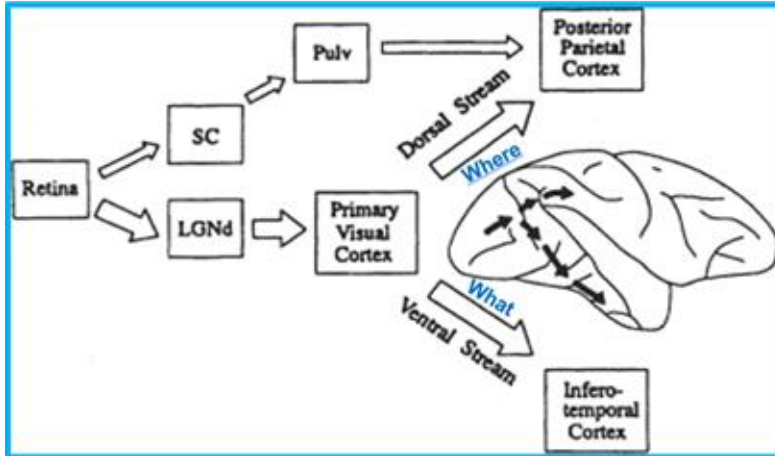 Posterior
Parietal
Cortex
Pulv
SC
Dorsal Stream
Where
Retina
LGNd
Primary
Visual
Cortex
What
Ventral Stream
Infero-
temporal
Cortex